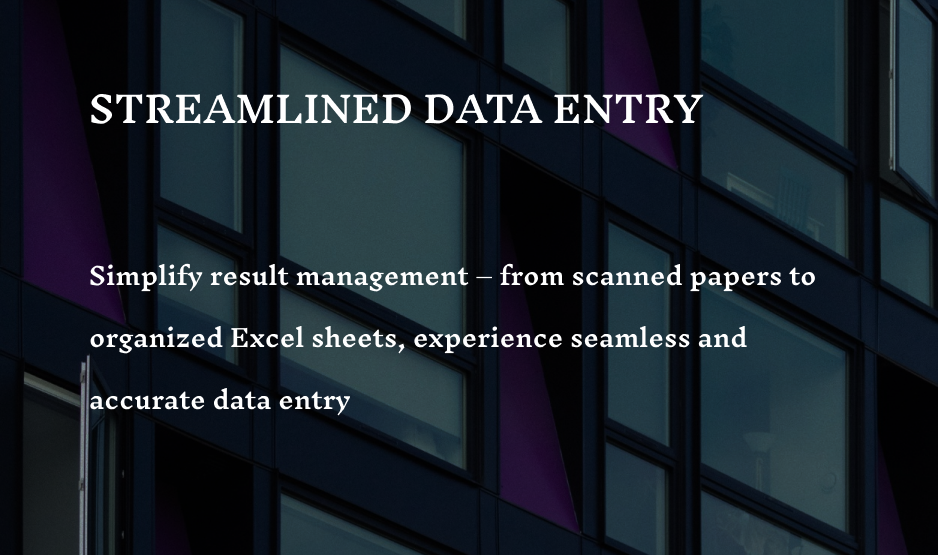 STREAMLINED DATA ENTRY
Simplify result management – from scanned papers to
organized Excel sheets, experience seamless and
accurate data entry